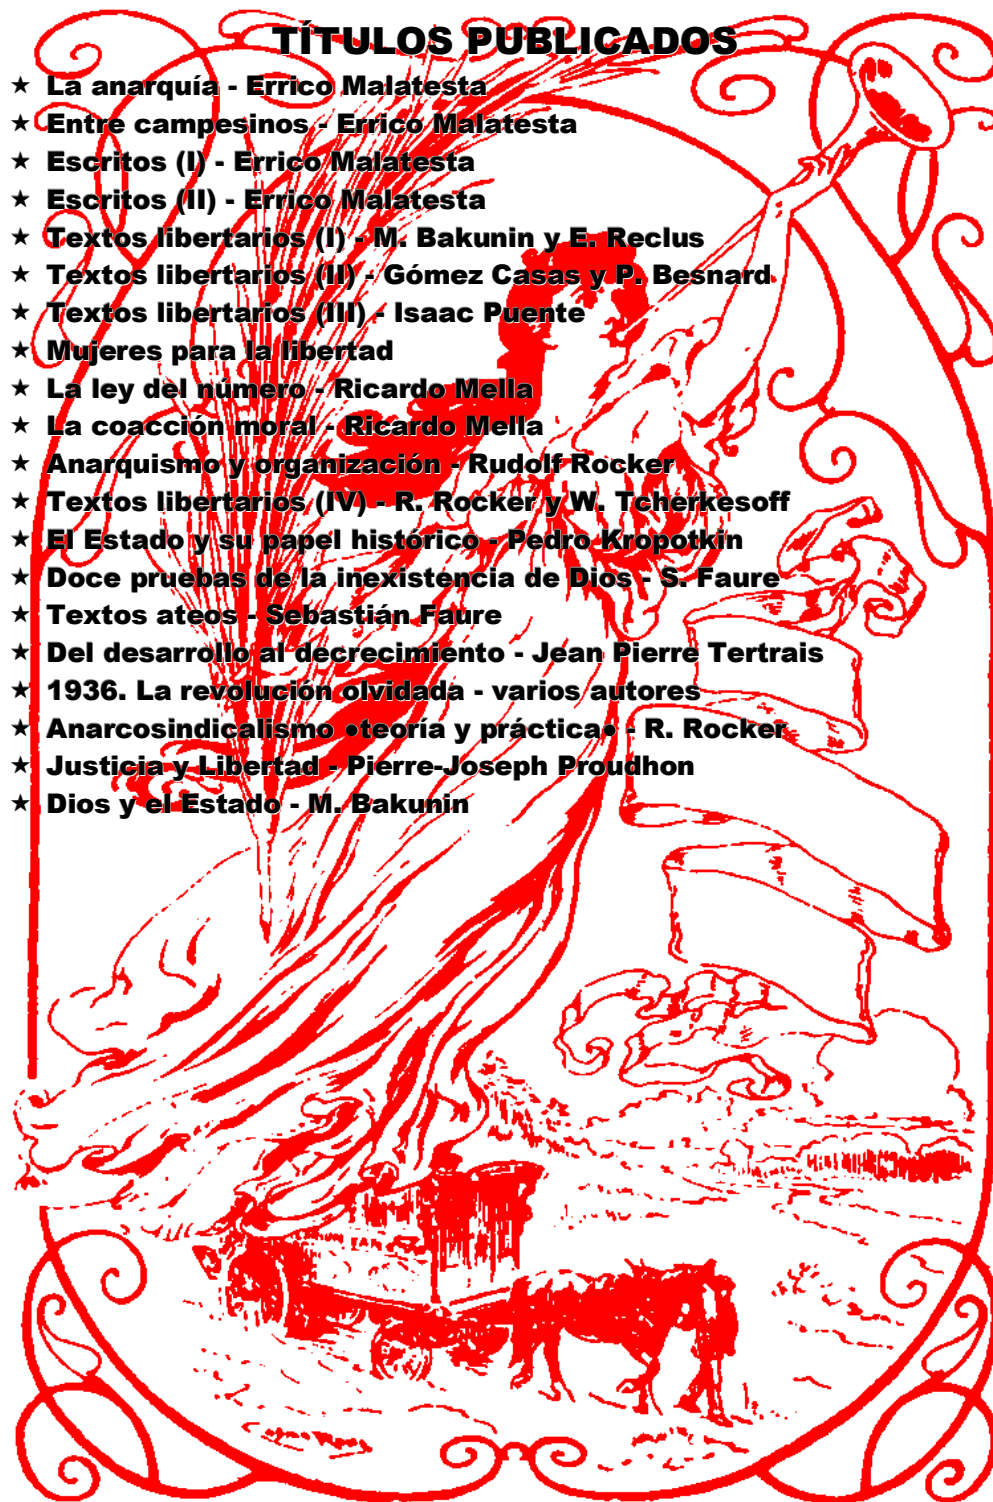 TÍTULOS PUBLICADOS
★ La anarquía - Errico Malatesta
★ Entre campesinos - Errico Malatesta
★ Escritos (I) - Errico Malatesta
★ Escritos (II) - Errico Malatesta
★ Textos libertarios (I) - M. Bakunin y E. Reclus
★ Textos libertarios (II) - Gómez Casas y P. Besnard
★ Textos libertarios (III) - Isaac Puente
★ Mujeres para la libertad
★ La ley del número - Ricardo Mella
★ La coacción moral - Ricardo Mella
★ Anarquismo y organización - Rudolf Rocker
★ Textos libertarios (IV) - R. Rocker y W. Tcherkesoff
★ El Estado y su papel histórico - Pedro Kropotkin
★ Doce pruebas de la inexistencia de Dios - S. Faure
★ Textos ateos - Sebastián Faure
★ Del desarrollo al decrecimiento - Jean Pierre Tertrais
★ 1936. La revolución olvidada - varios autores
★ Anarcosindicalismo ●teoría y práctica● - R. Rocker
★ Justicia y Libertad - Pierre-Joseph Proudhon
★ Dios y el Estado - M. Bakunin